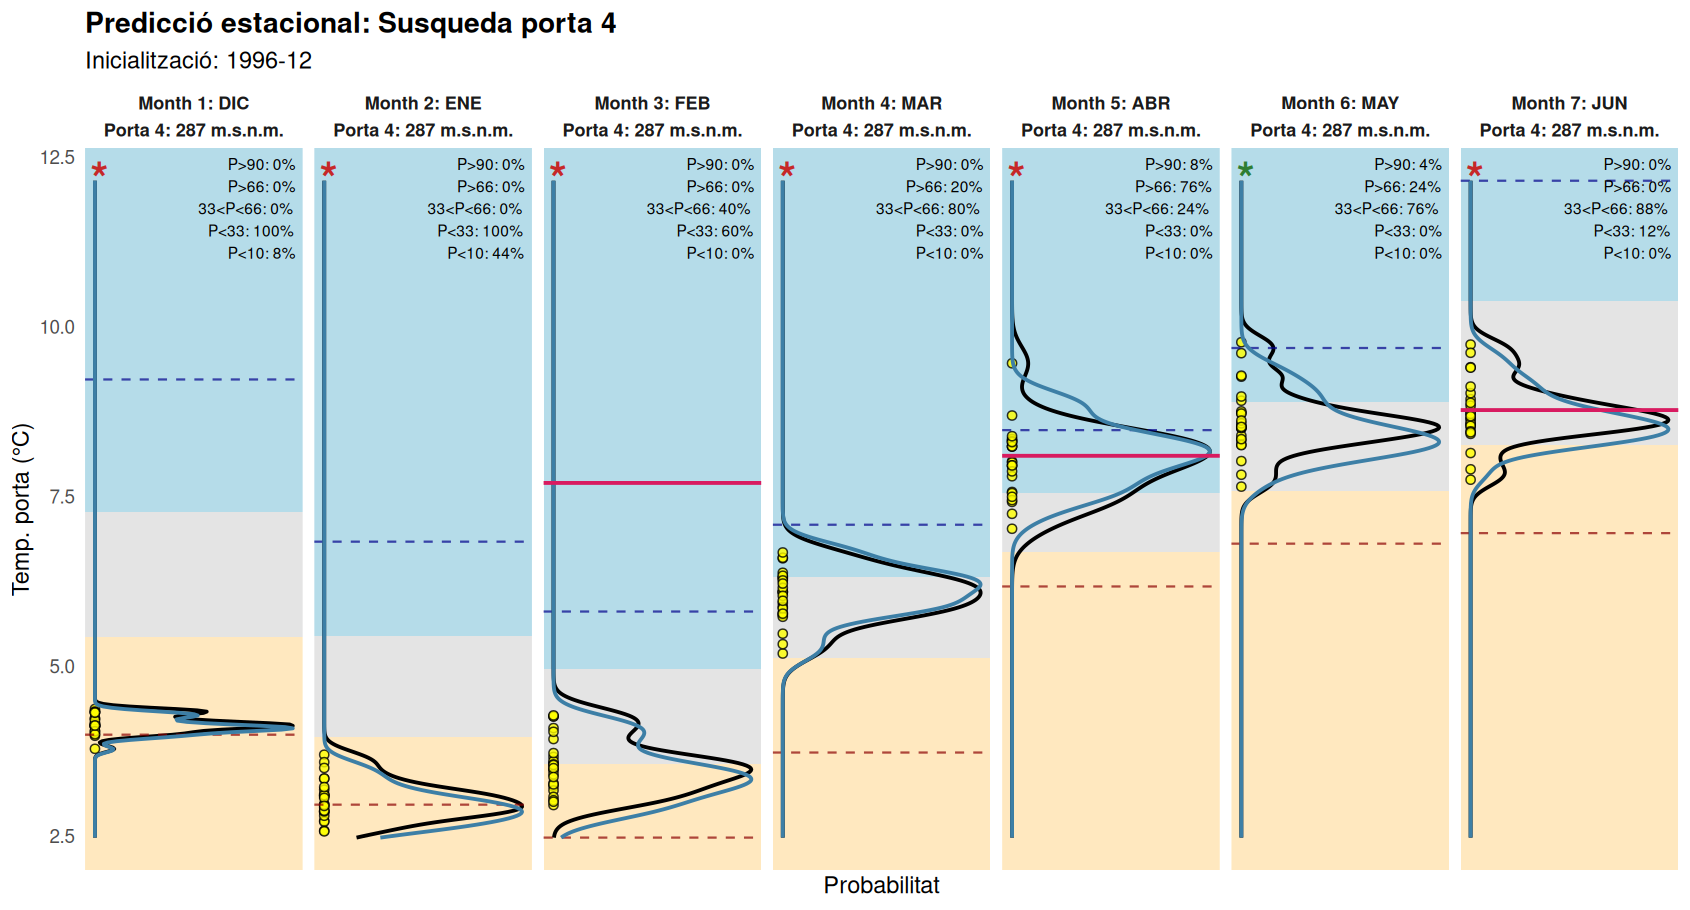 Predicció estacional: Susqueda porta 4
Inicialització: 1996-12
Month 1: DIC
Porta 4: 287 m.s.n.m.
Month 2: ENE
Porta 4: 287 m.s.n.m.
Month 3: FEB
Porta 4: 287 m.s.n.m.
Month 4: MAR
Porta 4: 287 m.s.n.m.
Month 5: ABR
Porta 4: 287 m.s.n.m.
Month 6: MAY
Porta 4: 287 m.s.n.m.
Month 7: JUN
Porta 4: 287 m.s.n.m.
Temp. porta (°C)
12.5
10.0
7.5
5.0
2.5
*
P>90: 0%
P>66: 0%
33<P<66: 0%
P<33: 100%
P<10: 8%
*
P>90: 0%
P>66: 0%
33<P<66: 0%
P<33: 100%
P<10: 44%
*
P>90: 0%
P>66: 0%
33<P<66: 40%
P<33: 60%
P<10: 0%
*
P>90: 0%
P>66: 20%
33<P<66: 80%
P<33: 0%
P<10: 0%
*
P>90: 8%
P>66: 76%
33<P<66: 24%
P<33: 0%
P<10: 0%
*
P>90: 4%
P>66: 24%
33<P<66: 76%
P<33: 0%
P<10: 0%
*
P>90: 0%
P>66: 0%
33<P<66: 88%
P<33: 12%
P<10: 0%
Probabilitat